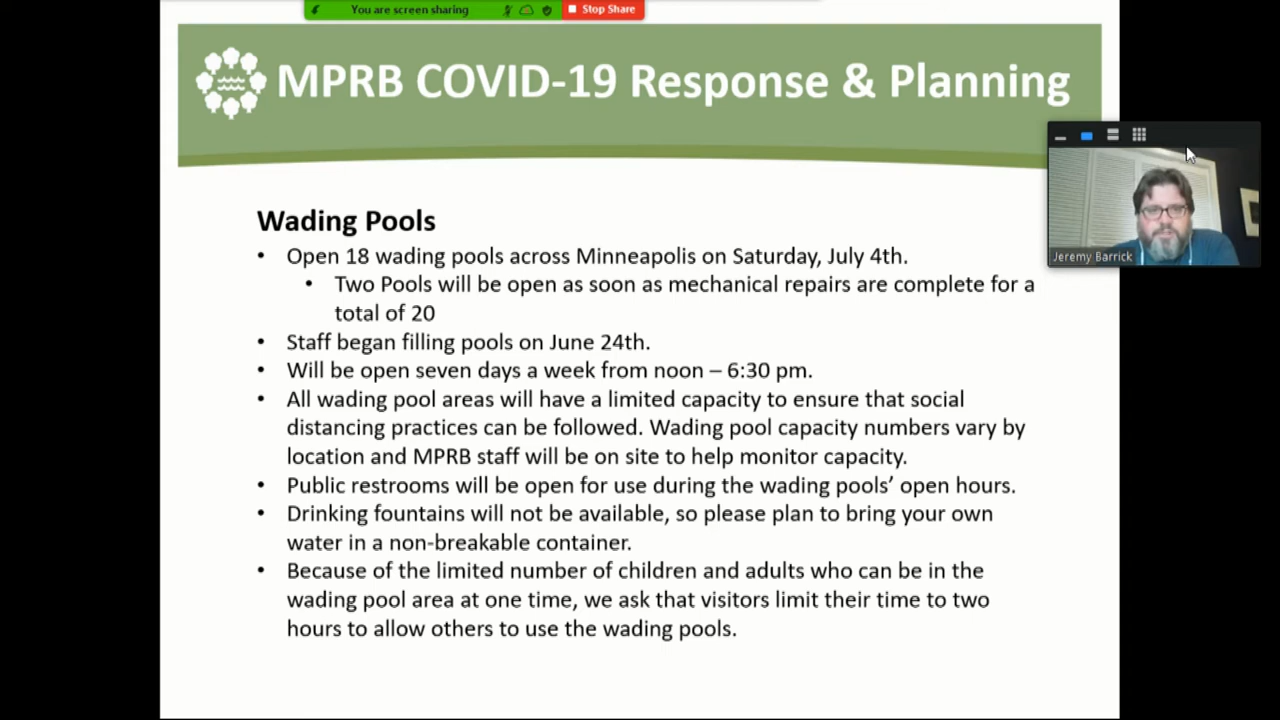 You are screen sharing
Stop Share
MPRB COVID-19 Response & Planning
Jeremy Barrick
Wading Pools
• Open 18 wading pools across Minneapolis on Saturday, July 4th.
• Two Pools will be open as soon as mechanical repairs are complete for a
total of 20
• Staff began filling pools on June 24th.
• Will be open seven days a week from noon – 6:30 pm.
• All wading pool areas will have a limited capacity to ensure that social
distancing practices can be followed. Wading pool capacity numbers vary by
location and MPRB staff will be on site to help monitor capacity.
• Public restrooms will be open for use during the wading pools’ open hours.
• Drinking fountains will not be available, so please plan to bring your own
water in a non-breakable container.
• Because of the limited number of children and adults who can be in the
wading pool area at one time, we ask that visitors limit their time to two
hours to allow others to use the wading pools.